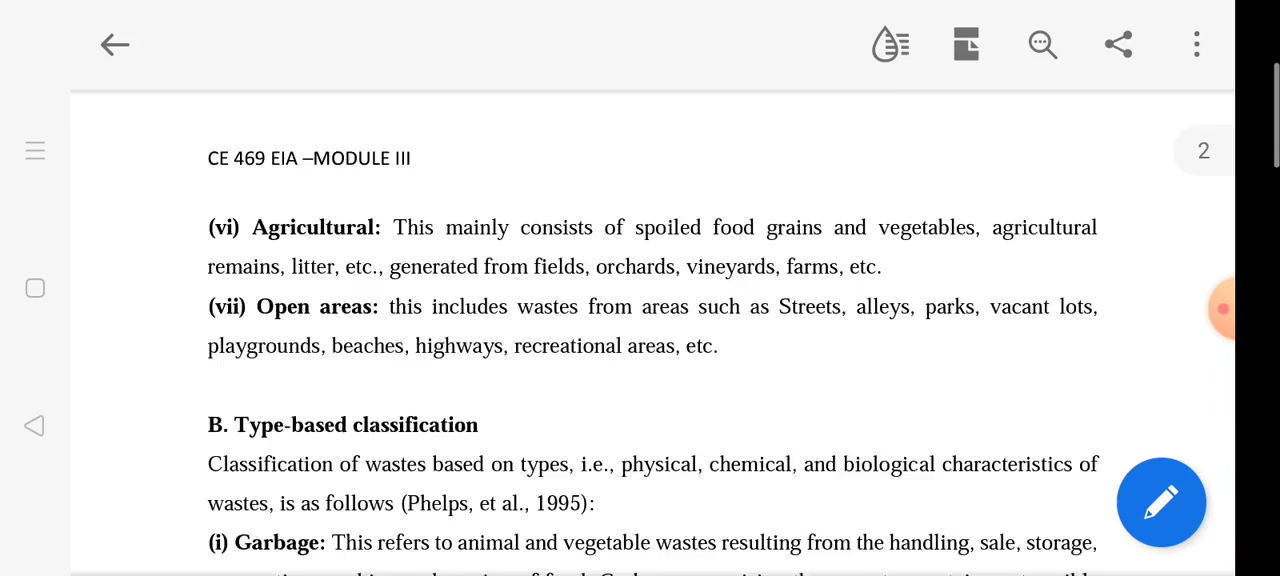 2
CE 469 EIA –MODULE III
(vi) Agricultural: This mainly consists of spoiled food grains and vegetables, agricultural
remains, litter, etc., generated from fields, orchards, vineyards, farms, etc.
(vii) Open areas: this includes wastes from areas such as Streets, alleys, parks, vacant lots,
playgrounds, beaches, highways, recreational areas, etc.
B. Type-based classification
Classification of wastes based on types, i.e., physical, chemical, and biological characteristics of
wastes, is as follows (Phelps, et al., 1995):
(i) Garbage: This refers to animal and vegetable wastes resulting from the handling, sale, storage,